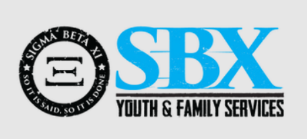 SIGMA BETA XI
Ξ
SO IT IS SAID, SO IT IS DONE
SBX
YOUTH & FAMILY SERVICES